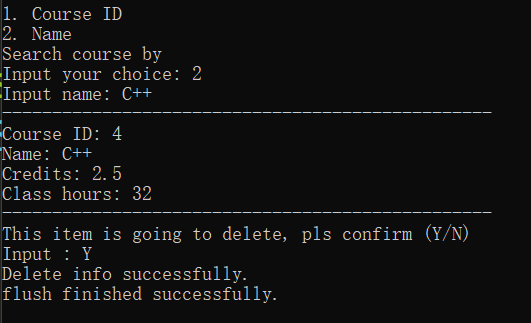 1. Course ID
2. Name
Search course by
Input your choice: 2
Input name: C++
-------------------------------------------------
Course ID: 4
Name: C++
Credits: 2.5
Class hours: 32
-------------------------------------------------
This item is going to delete, pls confirm (Y/N)
Input : Y
Delete info successfully.
flush finished successfully.